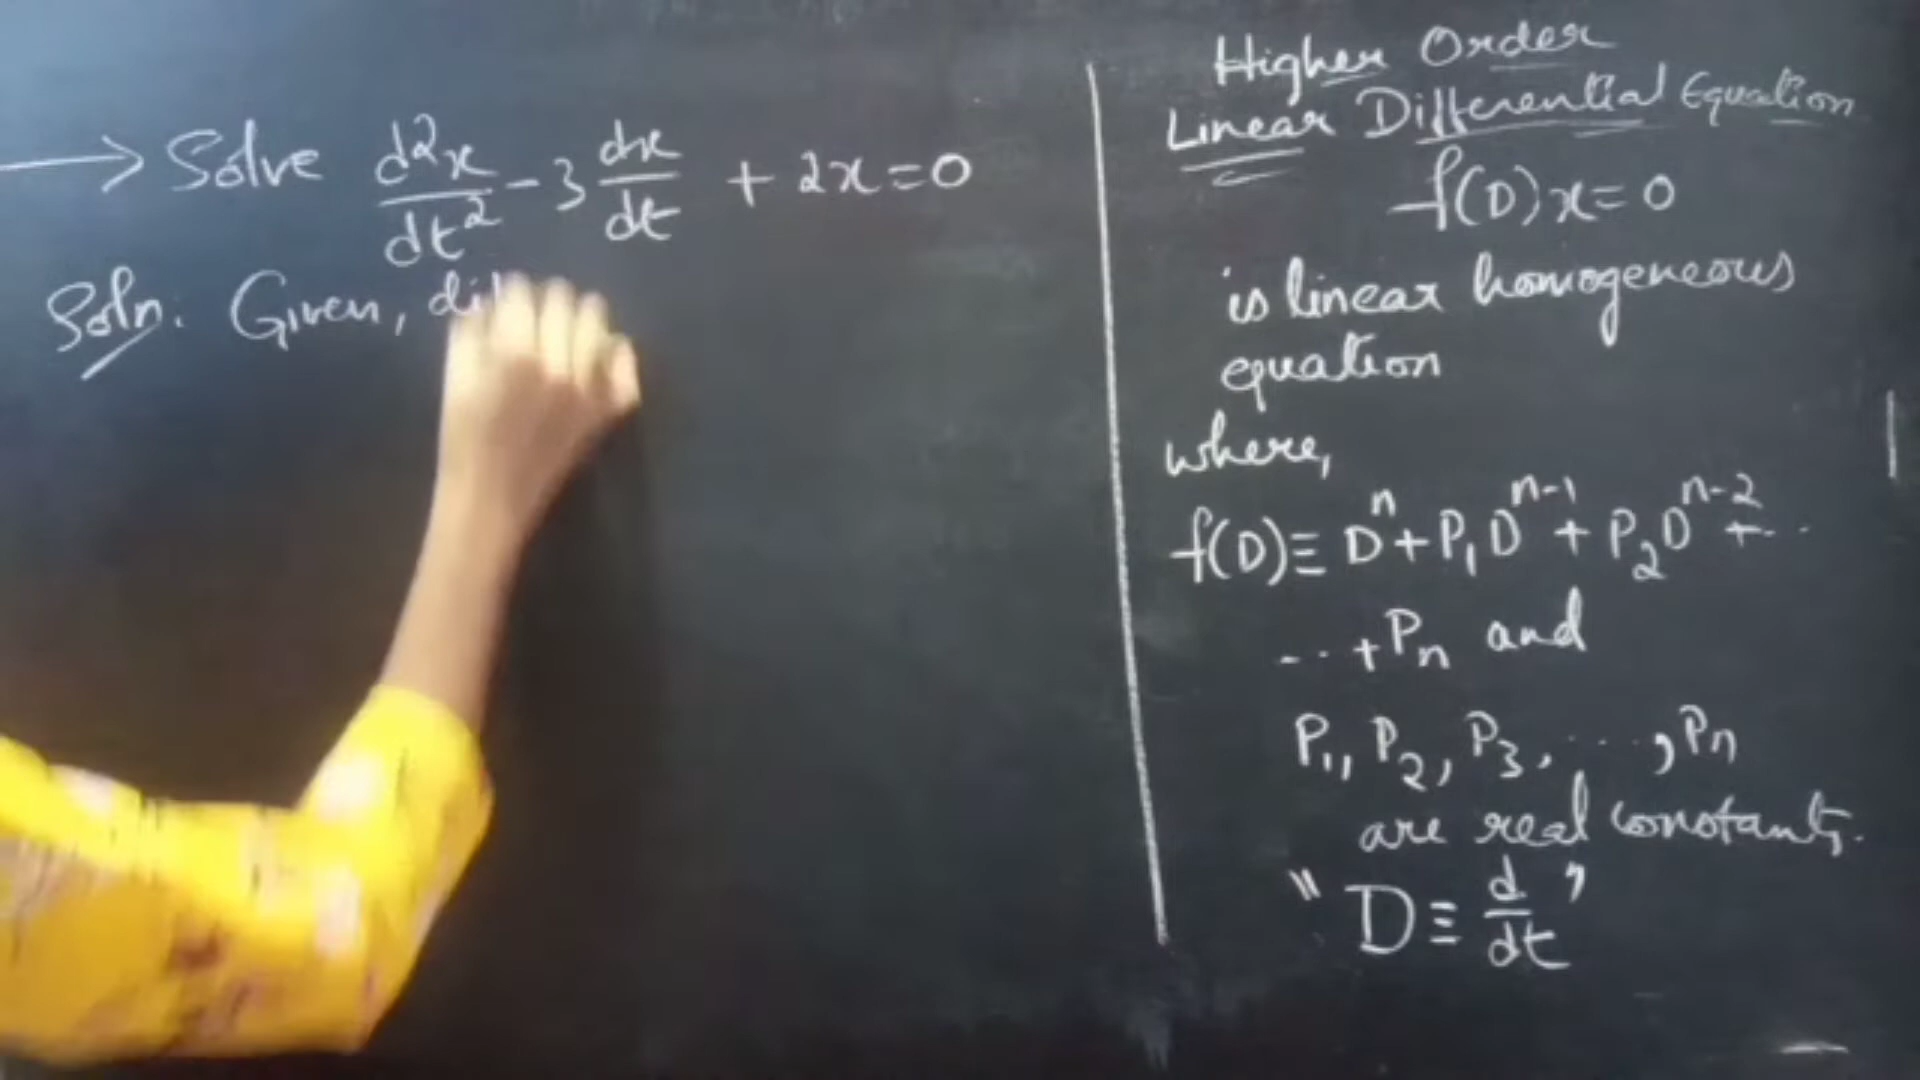 → Solve d²x/dt² - 3 dx/dt + 2x = 0
Soln: Given,
Higher Order
Linear Differential Equation
f(D)x = 0
is linear homogeneous
equation
where,
f(D) ≡ Dⁿ + P₁Dⁿ⁻¹ + P₂Dⁿ⁻² + ...
... + Pₙ and
P₁, P₂, P₃, ..., Pₙ
are real constants.
" D ≡ d/dt "